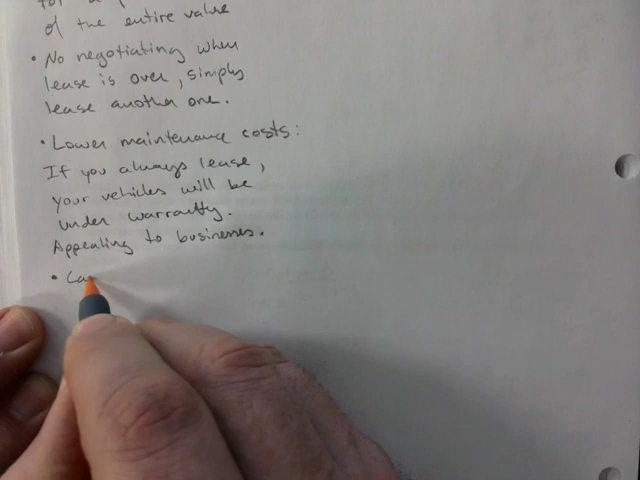 of the entire value
• No negotiating when
lease is over, simply
lease another one.
• Lower maintenance costs:
If you always lease,
your vehicles will be
under warranty.
Appealing to businesses.
• Ca